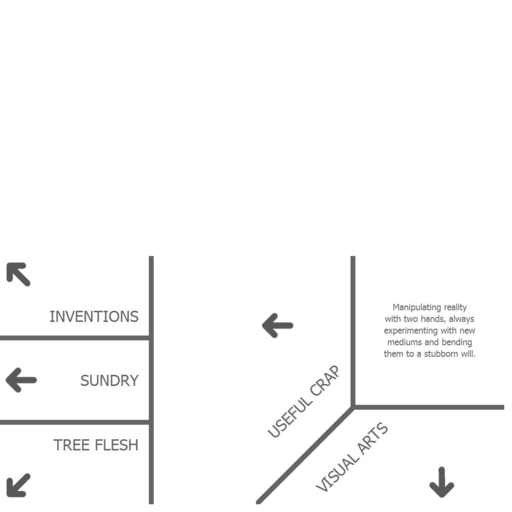 INVENTIONS
SUNDRY
TREE FLESH
USEFUL CRAP
VISUAL ARTS
Manipulating reality
with two hands, always
experimenting with new
mediums and bending
them to a stubborn will.